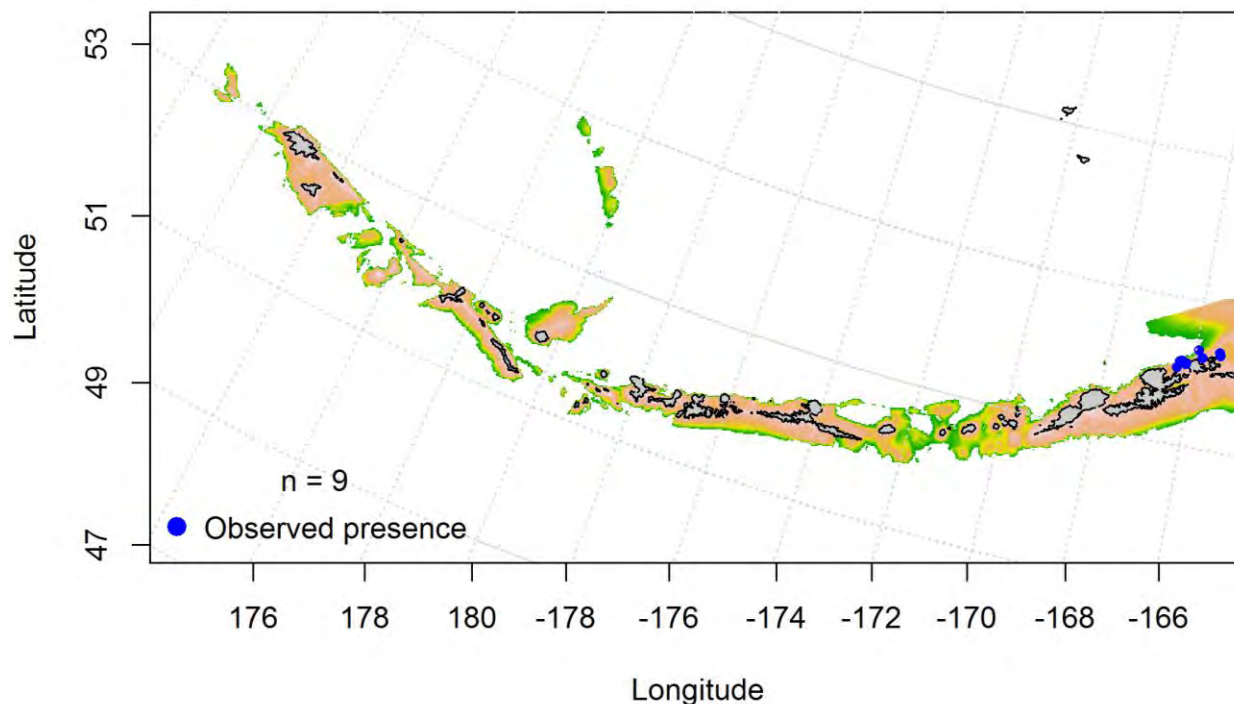 53
51
49
47
Latitude
n = 9
Observed presence
176 178 180 -178 -176 -174 -172 -170 -168 -166
Longitude